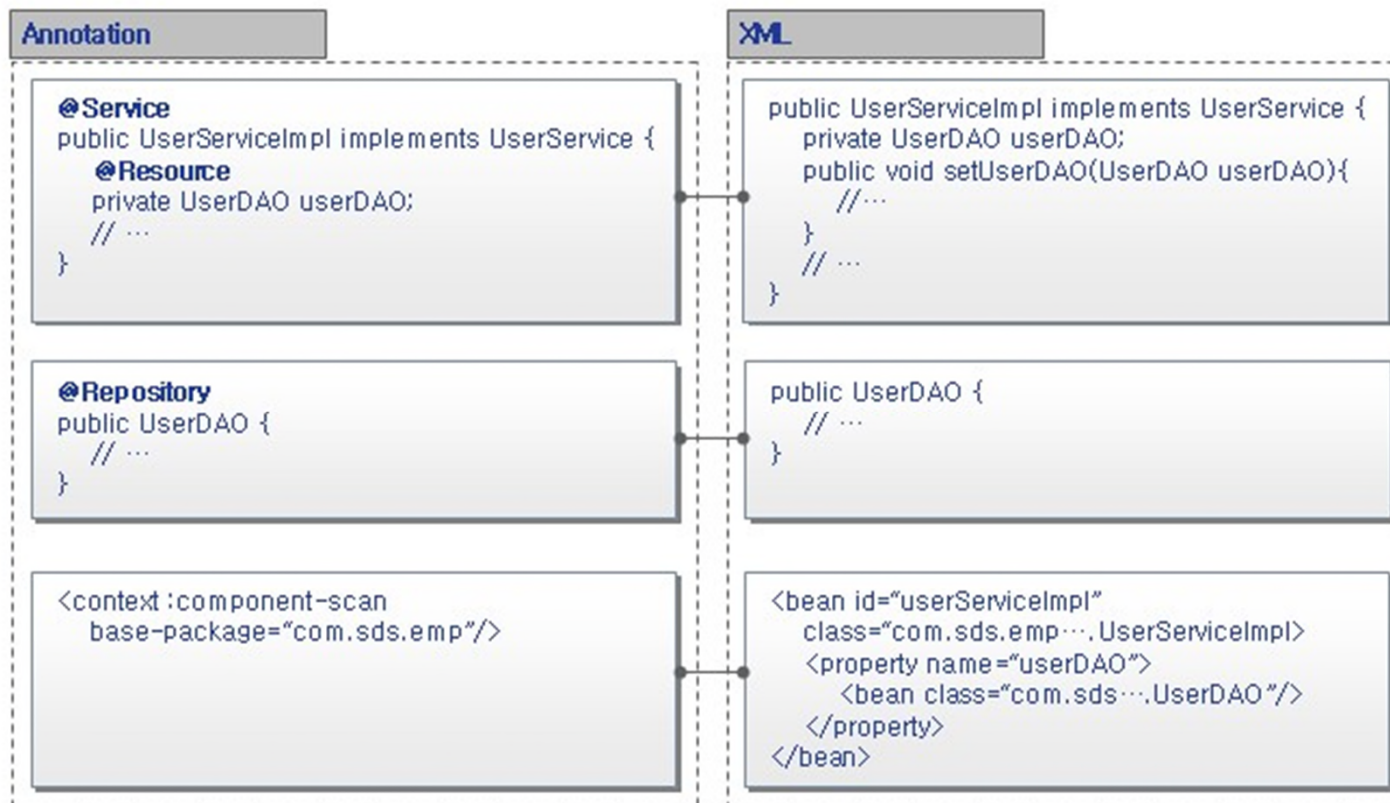 Annotation
@Service
public UserServiceImpl implements UserService {
@Resource
private UserDAO userDAO;
// ⋯
}
@Repository
public UserDAO {
// ⋯
}
<context:component-scan
base-package=“com.sds.emp”/>
XML
public UserServiceImpl implements UserService {
private UserDAO userDAO;
public void setUserDAO(UserDAO userDAO){
//⋯
}
// ⋯
}
public UserDAO {
// ⋯
}
<bean id=“userServiceImpl”
class=“com.sds.emp⋯.UserServiceImpl>
<property name=“userDAO”>
<bean class=“com.sds⋯.UserDAO”/>
</property>
</bean>